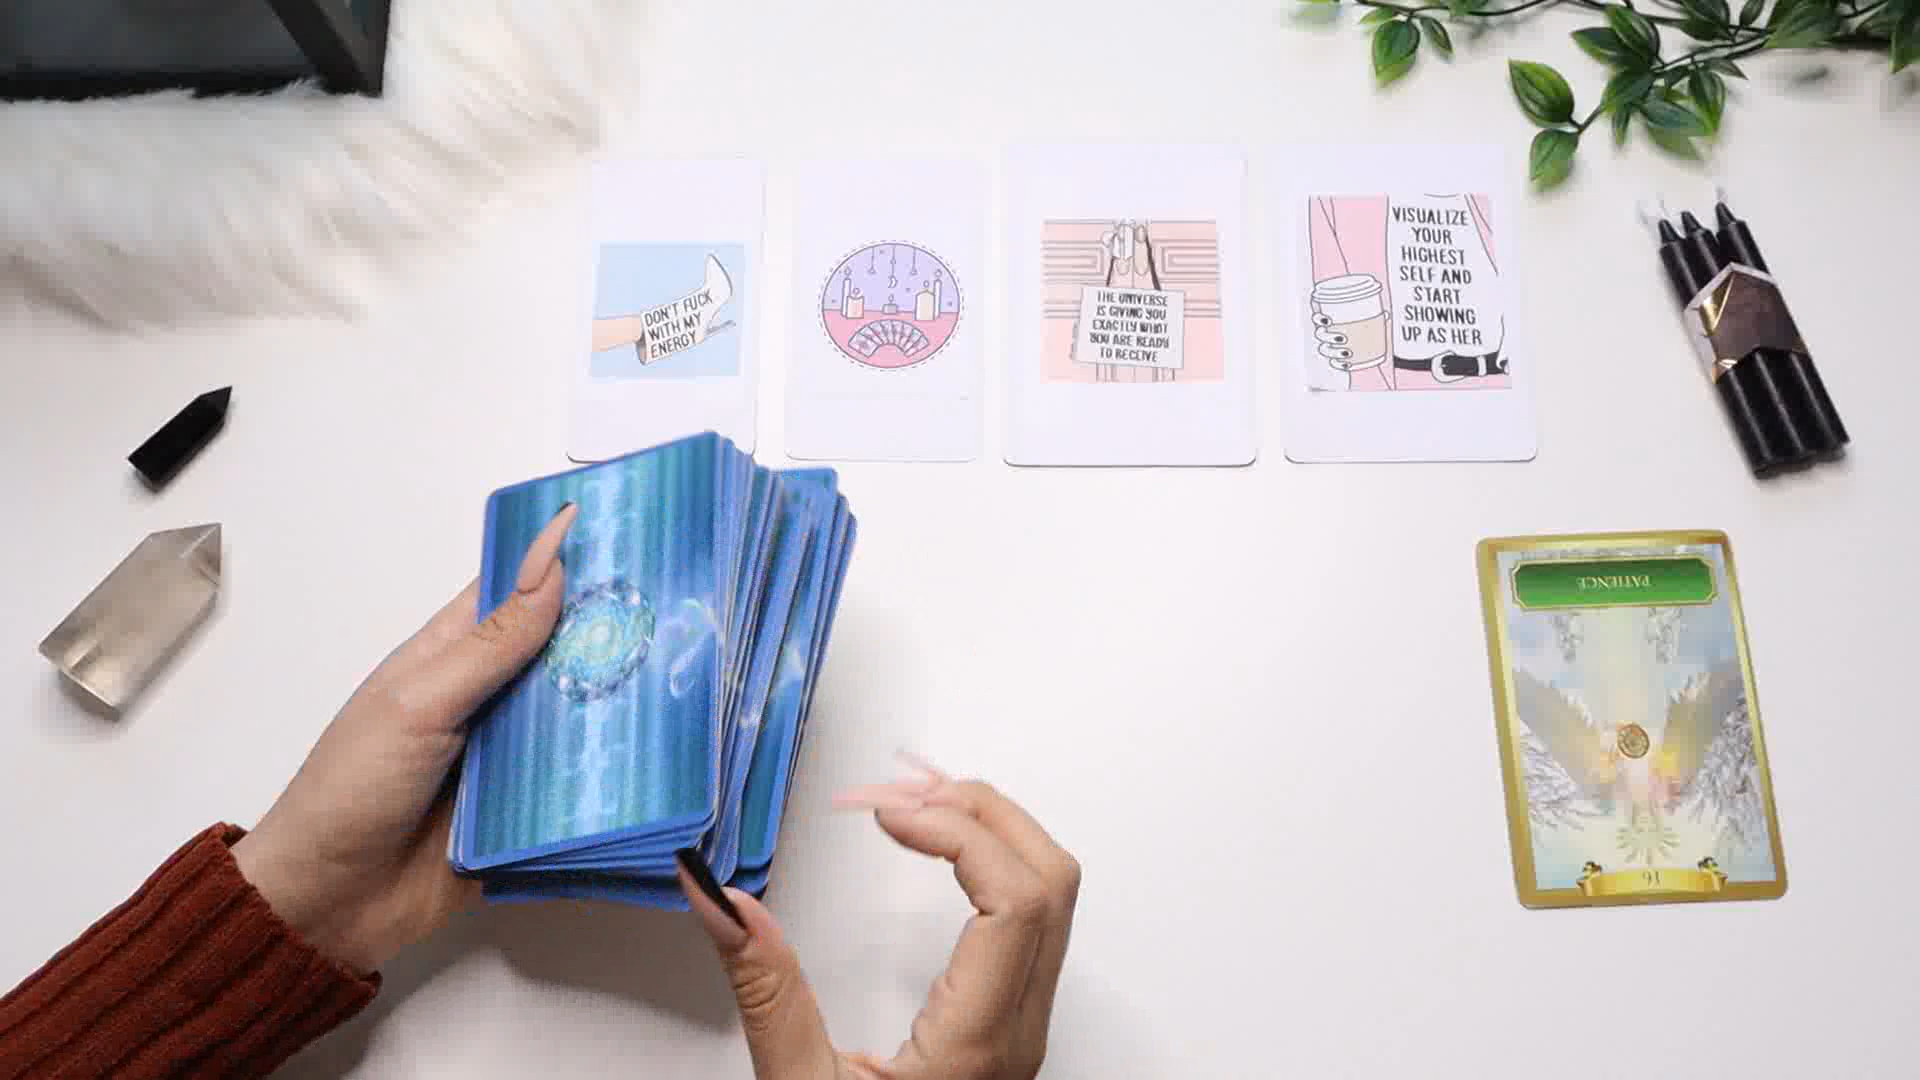 DON'T FUCK
WITH MY
ENERGY
THE UNIVERSE
IS GIVING YOU
EXACTLY WHAT
YOU ARE READY
TO RECEIVE
VISUALIZE
YOUR
HIGHEST
SELF AND
START
SHOWING
UP AS HER
PATIENCE
16